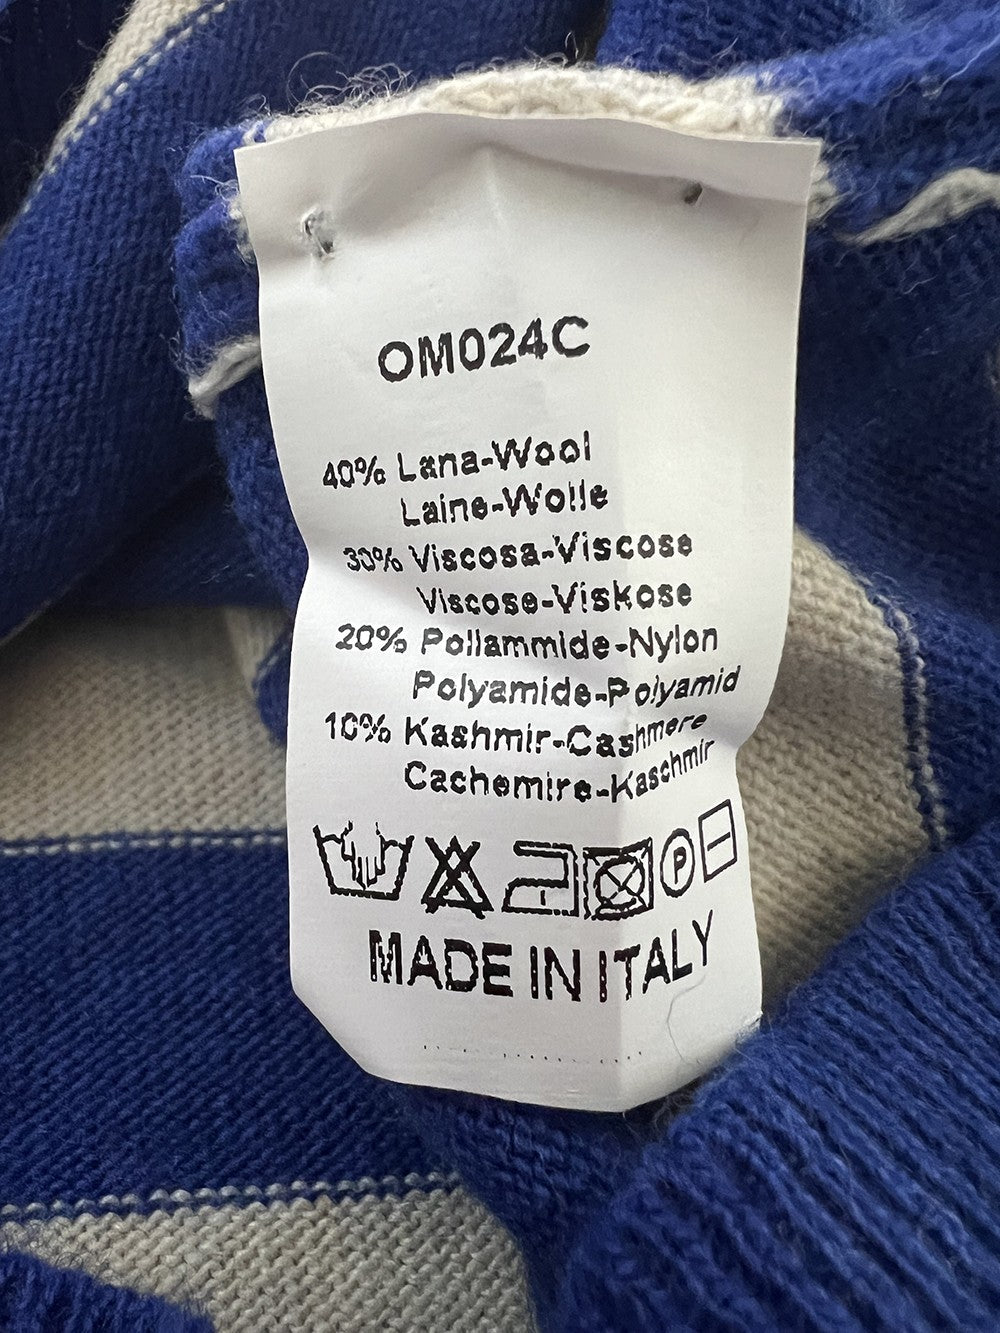 OM024C
40% Lana-Wool
Laine-Wolle
30% Viscosa-Viscose
Viscose-Viskose
20% Poliammide-Nylon
Polyamide-Polyamid
10% Kashmir-Cashmere
Cachemire-Kaschmir
P
MADE IN ITALY